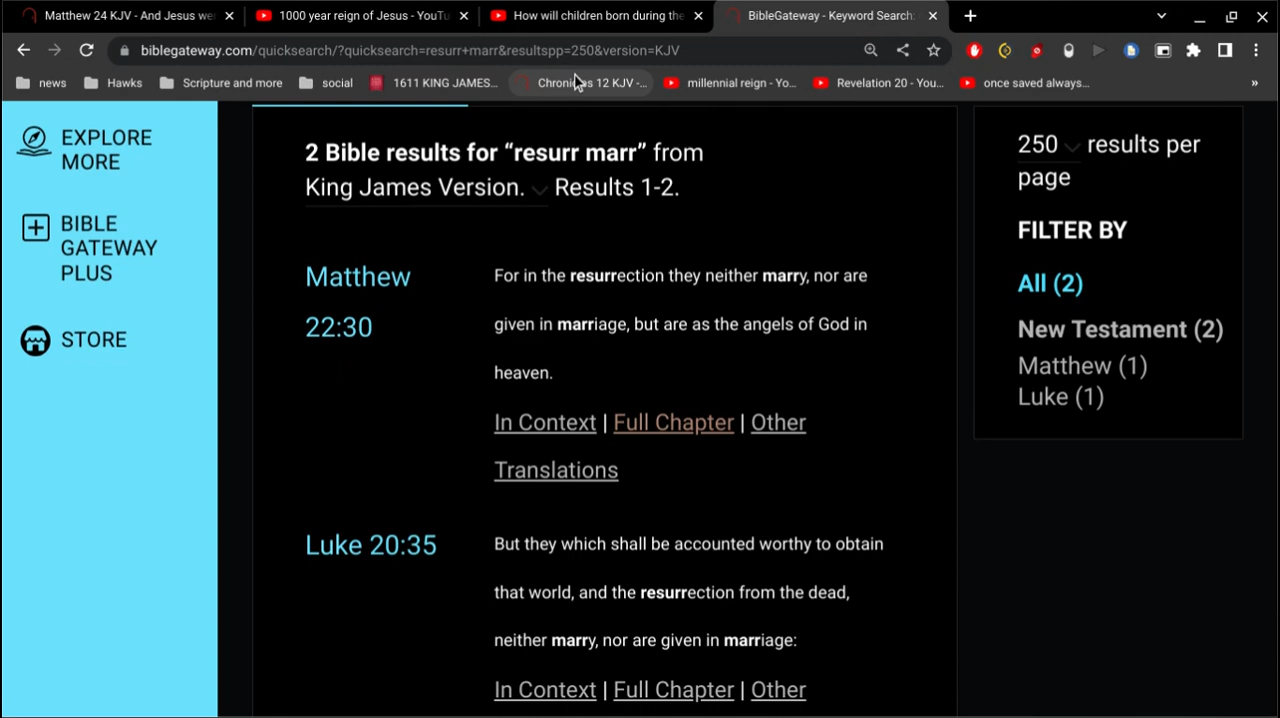 Matthew 24 KJV - And Jesus we
1000 year reign of Jesus - YouTu
How will children born during the
BibleGateway - Keyword Search:
biblegateway.com/quicksearch/?quicksearch=resurr+marr&resultspp=250&version=KJV
news
Hawks
Scripture and more
social
1611 KING JAMES...
Chronicles 12 KJV -...
millennial reign - Yo...
Revelation 20 - You...
once saved always...
»
EXPLORE
MORE
BIBLE
GATEWAY
PLUS
STORE
2 Bible results for “resurr marr” from
King James Version. Results 1-2.
Matthew
22:30
For in the resurrection they neither marry, nor are
given in marriage, but are as the angels of God in
heaven.
In Context | Full Chapter | Other
Translations
Luke 20:35
But they which shall be accounted worthy to obtain
that world, and the resurrection from the dead,
neither marry, nor are given in marriage:
In Context | Full Chapter | Other
250 results per
page
FILTER BY
All (2)
New Testament (2)
Matthew (1)
Luke (1)